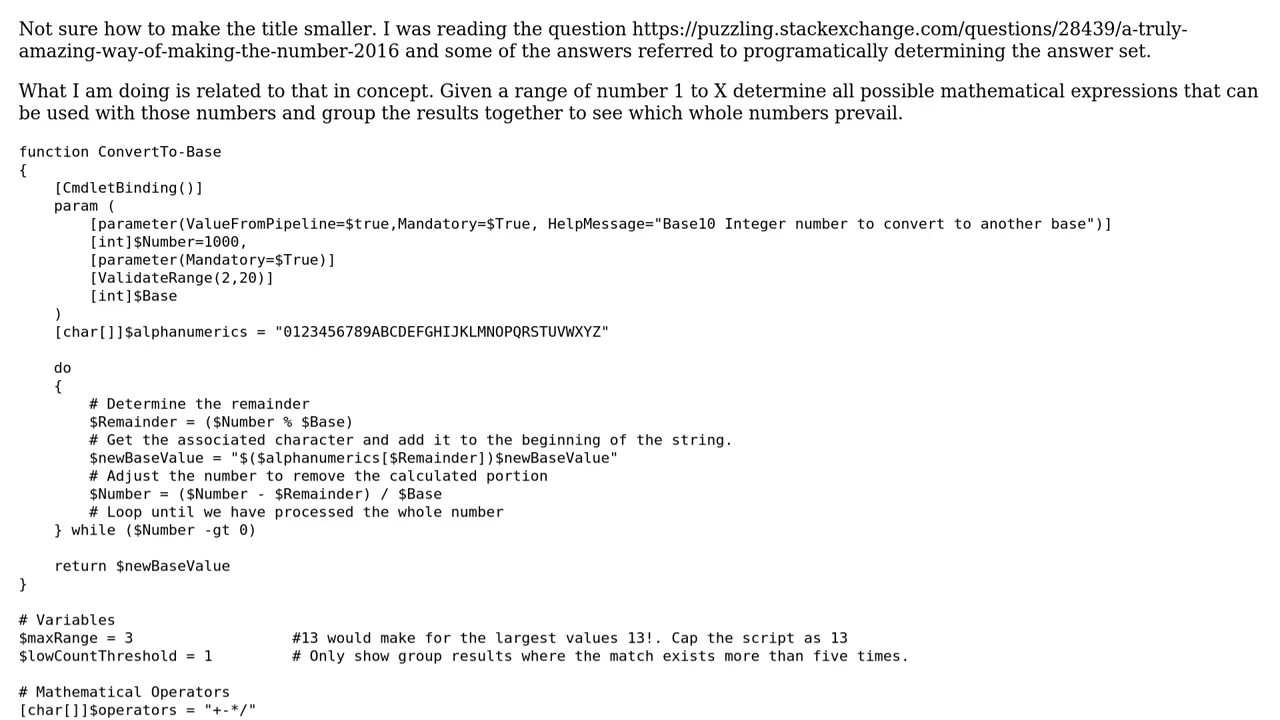 Not sure how to make the title smaller. I was reading the question https://puzzling.stackexchange.com/questions/28439/a-truly-
amazing-way-of-making-the-number-2016 and some of the answers referred to programatically determining the answer set.
What I am doing is related to that in concept. Given a range of number 1 to X determine all possible mathematical expressions that can
be used with those numbers and group the results together to see which whole numbers prevail.
function ConvertTo-Base
{
    [CmdletBinding()]
    param (
        [parameter(ValueFromPipeline=$true,Mandatory=$True, HelpMessage="Base10 Integer number to convert to another base")]
        [int]$Number=1000,
        [parameter(Mandatory=$True)]
        [ValidateRange(2,20)]
        [int]$Base
    )
    [char[]]$alphanumerics = "0123456789ABCDEFGHIJKLMNOPQRSTUVWXYZ"
    do
    {
        # Determine the remainder
        $Remainder = ($Number % $Base)
        # Get the associated character and add it to the beginning of the string.
        $newBaseValue = "$($alphanumerics[$Remainder])$newBaseValue"
        # Adjust the number to remove the calculated portion
        $Number = ($Number - $Remainder) / $Base
        # Loop until we have processed the whole number
    } while ($Number -gt 0)
    return $newBaseValue
}
# Variables
$maxRange = 3                  #13 would make for the largest values 13!. Cap the script as 13
$lowCountThreshold = 1         # Only show group results where the match exists more than five times.
# Mathematical Operators
[char[]]$operators = "+-*/"